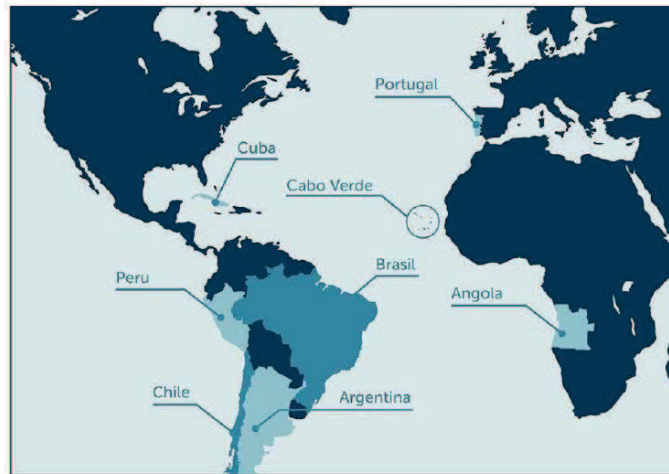 Portugal
Cuba
Cabo Verde
Brasil
Peru
Angola
Chile
Argentina